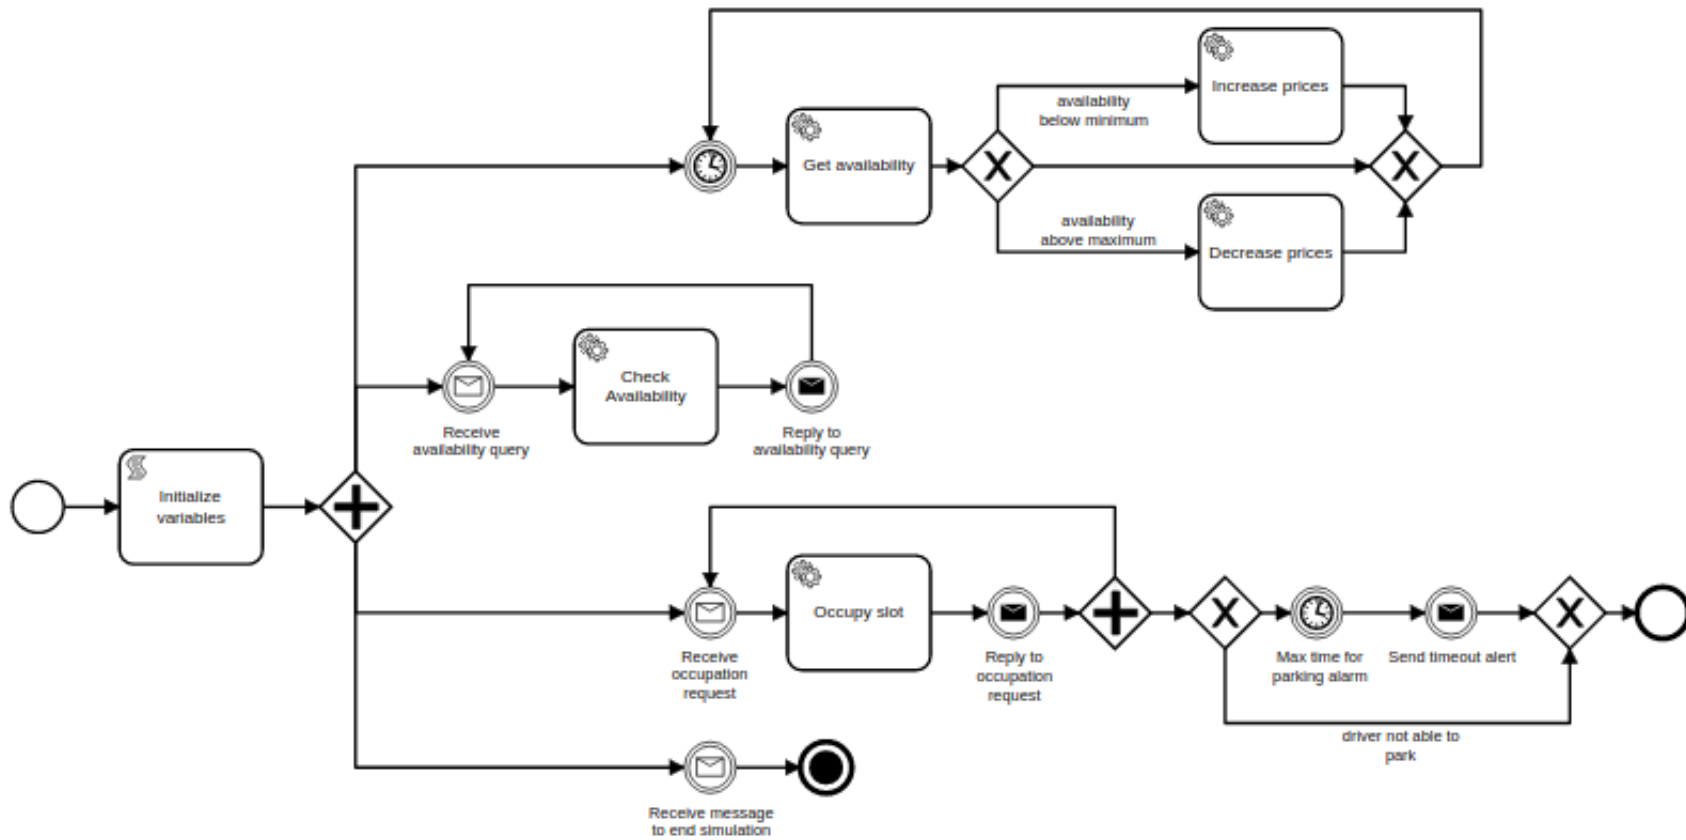 Increase prices
availability
below minimum
Get availability
availability
above maximum
Decrease prices
Check
Availability
Receive
availability query
Reply to
availability query
Initialize
variables
Occupy slot
Receive
occupation
request
Reply to
occupation
request
Max time for
parking alarm
Send timeout alert
driver not able to
park
Receive message
to end simulation